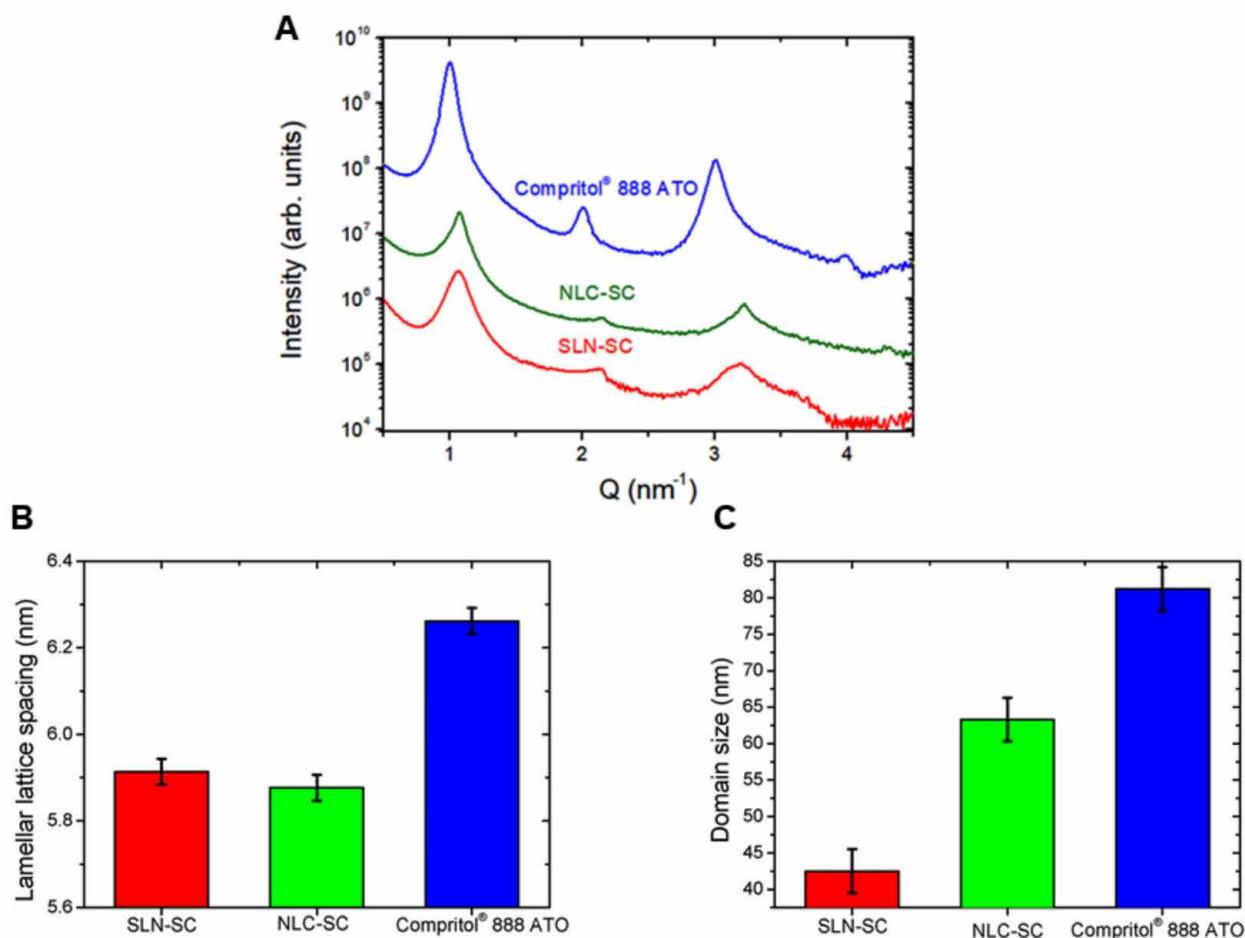 A
Intensity (arb. units)
10¹⁰
10⁹
10⁸
10⁷
10⁶
10⁵
10⁴
Compritol® 888 ATO
NLC-SC
SLN-SC
1 2 3 4
Q (nm⁻¹)
B
Lamellar lattice spacing (nm)
6.4
6.2
6.0
5.8
5.6
SLN-SC NLC-SC Compritol® 888 ATO
C
Domain size (nm)
85
80
75
70
65
60
55
50
45
40
SLN-SC NLC-SC Compritol® 888 ATO